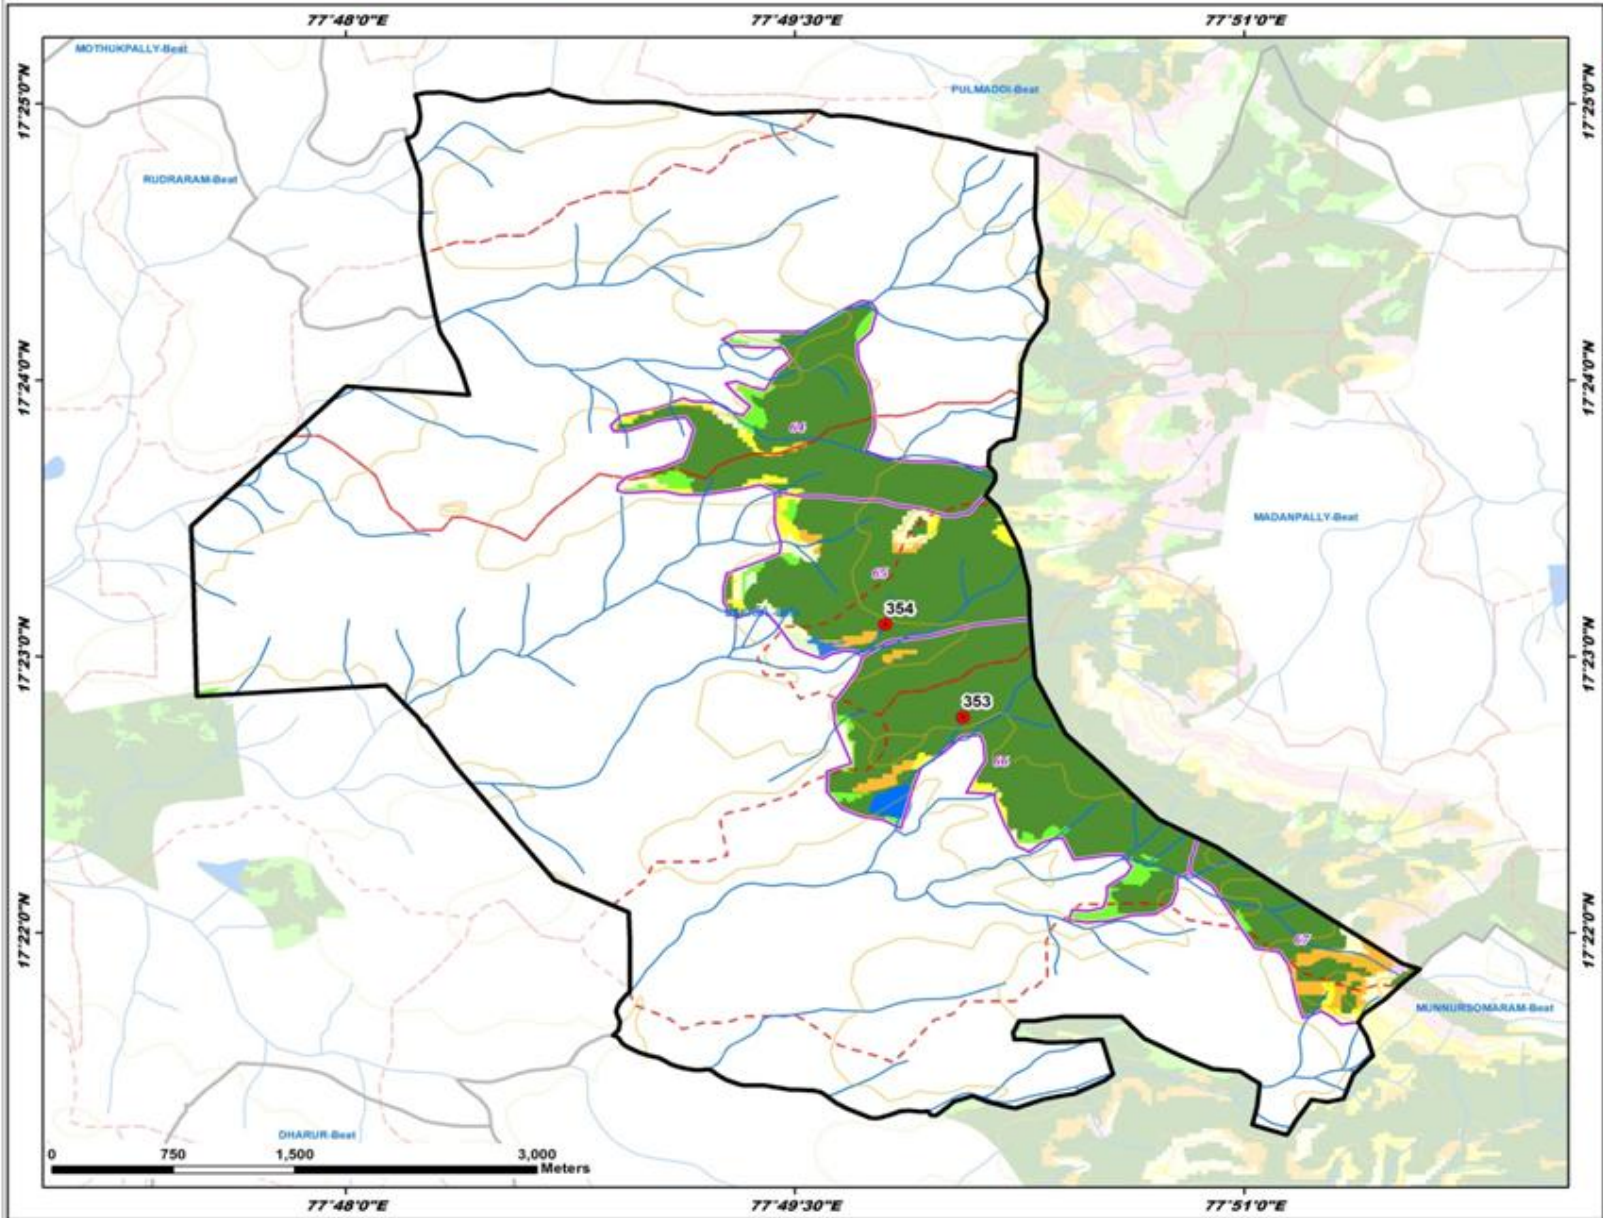 77°48'0"E 77°49'30"E 77°51'0"E
MOTHUKPALLY-Beat
PULMADDI-Beat
17°25'0"N 17°25'0"N
RUDRARAM-Beat
17°24'0"N 17°24'0"N
64
MADANPALLY-Beat
65
354
17°23'0"N 17°23'0"N
353
66
17°22'0"N 17°22'0"N
67
MUNNURSOMARAM-Beat
DHARUR-Beat
0 750 1,500 3,000
Meters
77°48'0"E 77°49'30"E 77°51'0"E